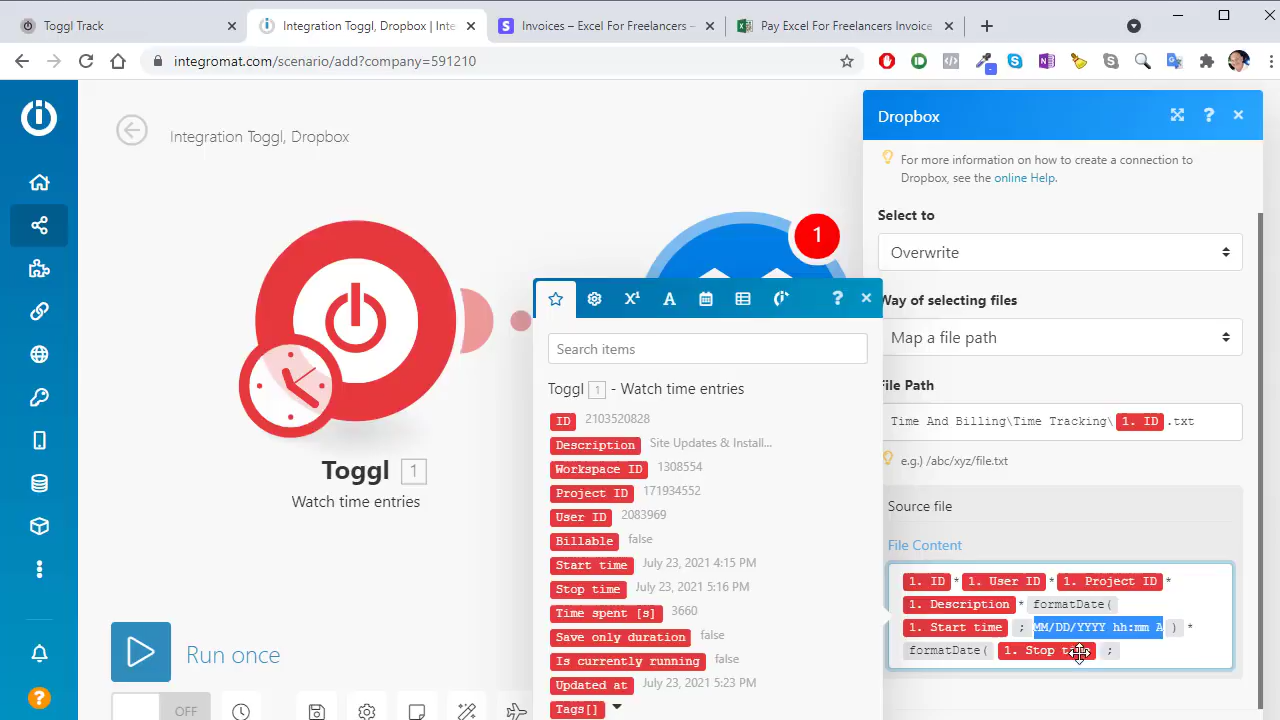 Toggl Track
Integration Toggl, Dropbox | Inte
Invoices – Excel For Freelancers –
Pay Excel For Freelancers Invoice
integromat.com/scenario/add?company=591210
Integration Toggl, Dropbox
1
Toggl 1
Watch time entries
Run once
OFF
X¹ A ?
Search items
Toggl 1 - Watch time entries
ID 2103520828
Description Site Updates & Install...
Workspace ID 1308554
Project ID 171934552
User ID 2083969
Billable false
Start time July 23, 2021 4:15 PM
Stop time July 23, 2021 5:16 PM
Time spent [s] 3660
Save only duration false
Is currently running false
Updated at July 23, 2021 5:23 PM
Tags[]
Dropbox ?
For more information on how to create a connection to
Dropbox, see the online Help.
Select to
Overwrite
Way of selecting files
Map a file path
File Path
Time And Billing\Time Tracking\ 1. ID .txt
e.g.) /abc/xyz/file.txt
Source file
File Content
1. ID * 1. User ID * 1. Project ID *
1. Description * formatDate(
1. Start time ; MM/DD/YYYY hh:mm A ) *
formatDate( 1. Stop time ;